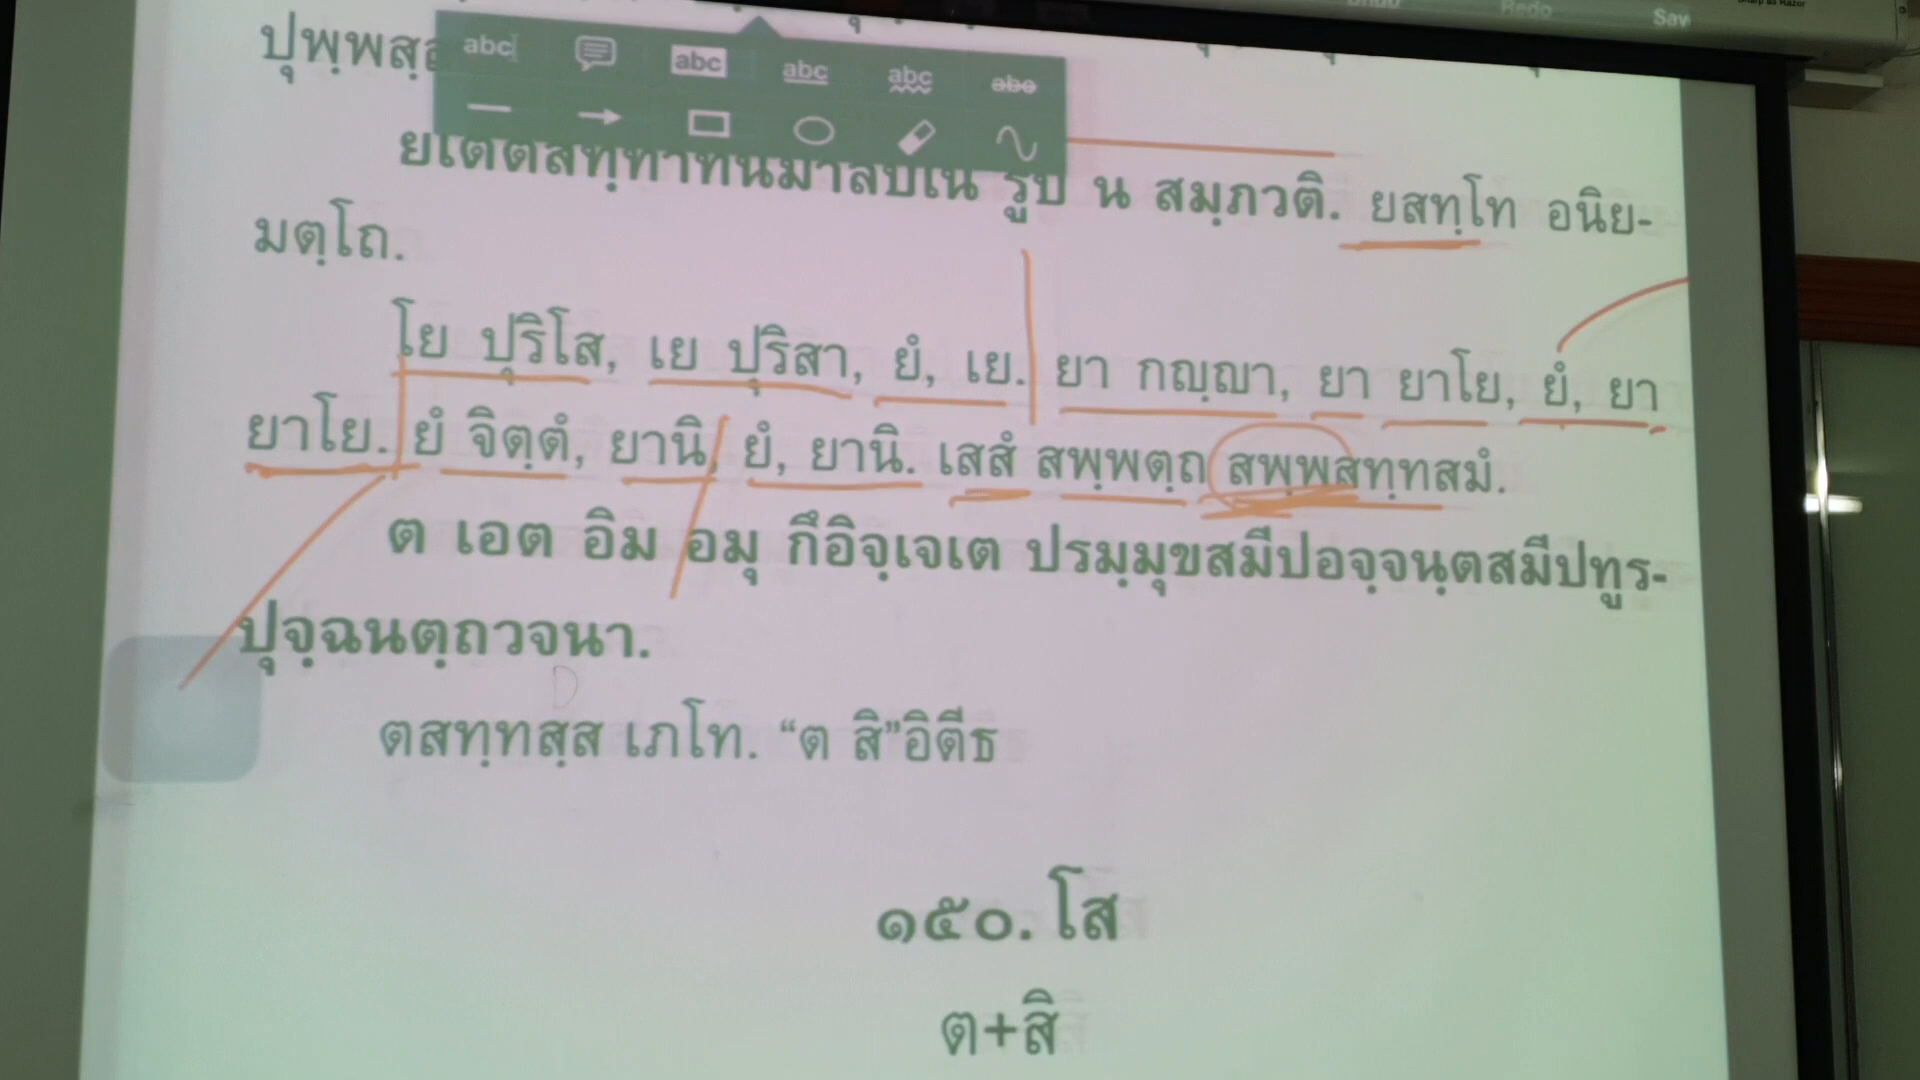 Undo Redo Sav
ปุพฺพสฺส
abc abc abc abc abc
ยเตตสทฺทาทีนมาลปเน รูปํ น สมฺภวติ. ยสทฺโท อนิย-
มตฺโถ.
โย ปุริโส, เย ปุริสา, ยํ, เย. ยา กญฺญา, ยา ยาโย, ยํ, ยา
ยาโย. ยํ จิตฺตํ, ยานิ, ยํ, ยานิ. เสสํ สพฺพตฺถ สพฺพสทฺทสมํ.
ต เอต อิม อมุ กึอิจฺเจเต ปรมฺมุขสมีปอจฺจนฺตสมีปทูร-
ปุจฺฉนตฺถวจนา.
ตสทฺทสฺส เภโท. “ต สิ”อิตีธ
๑๕๐. โส
ต+สิ